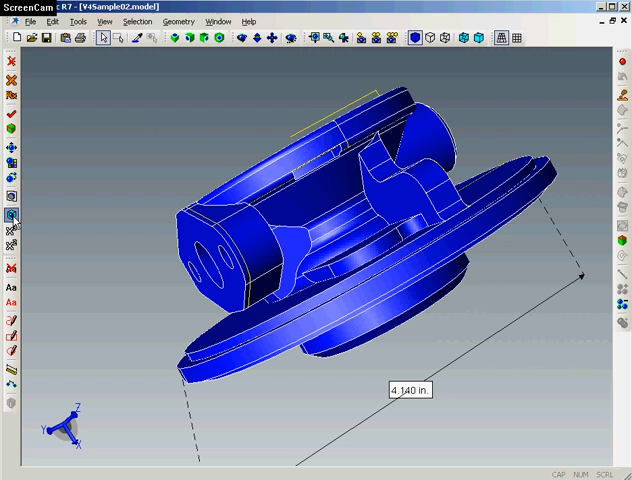 ScreenCam
c R7 - [V4Sample02.model]
File Edit Tools View Selection Geometry Window Help
Aa
Aa
4.140 in.
Z
Y
X
CAP NUM SCRL